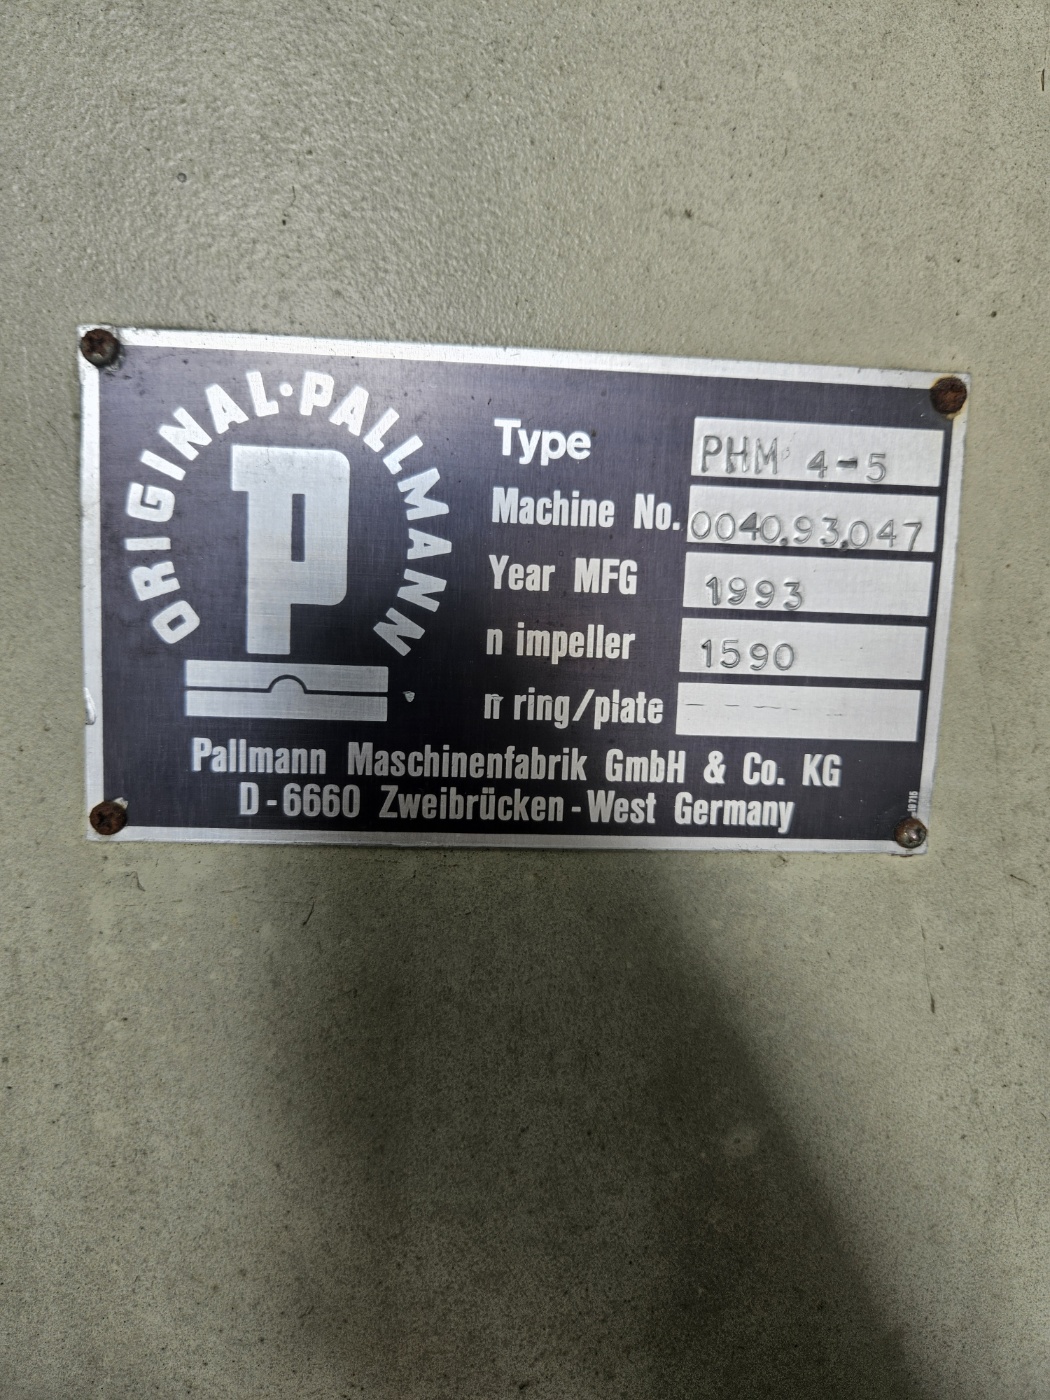 ORIGINAL·PALLMANN
P
Type PHM 4-5
Machine No. 0040.93.047
Year MFG 1993
n impeller 1590
n ring/plate - - - - -
Pallmann Maschinenfabrik GmbH & Co. KG
D-6660 Zweibrücken-West Germany